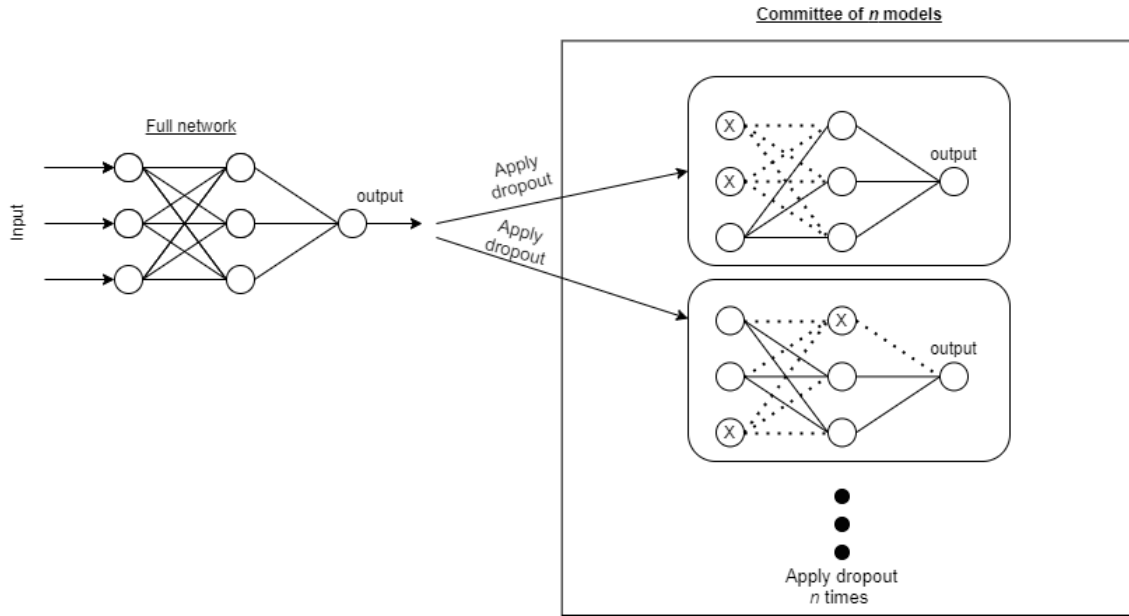 Committee of n models
Full network
Input
output
Apply
dropout
Apply
dropout
X
X
output
X
output
X
Apply dropout
n times